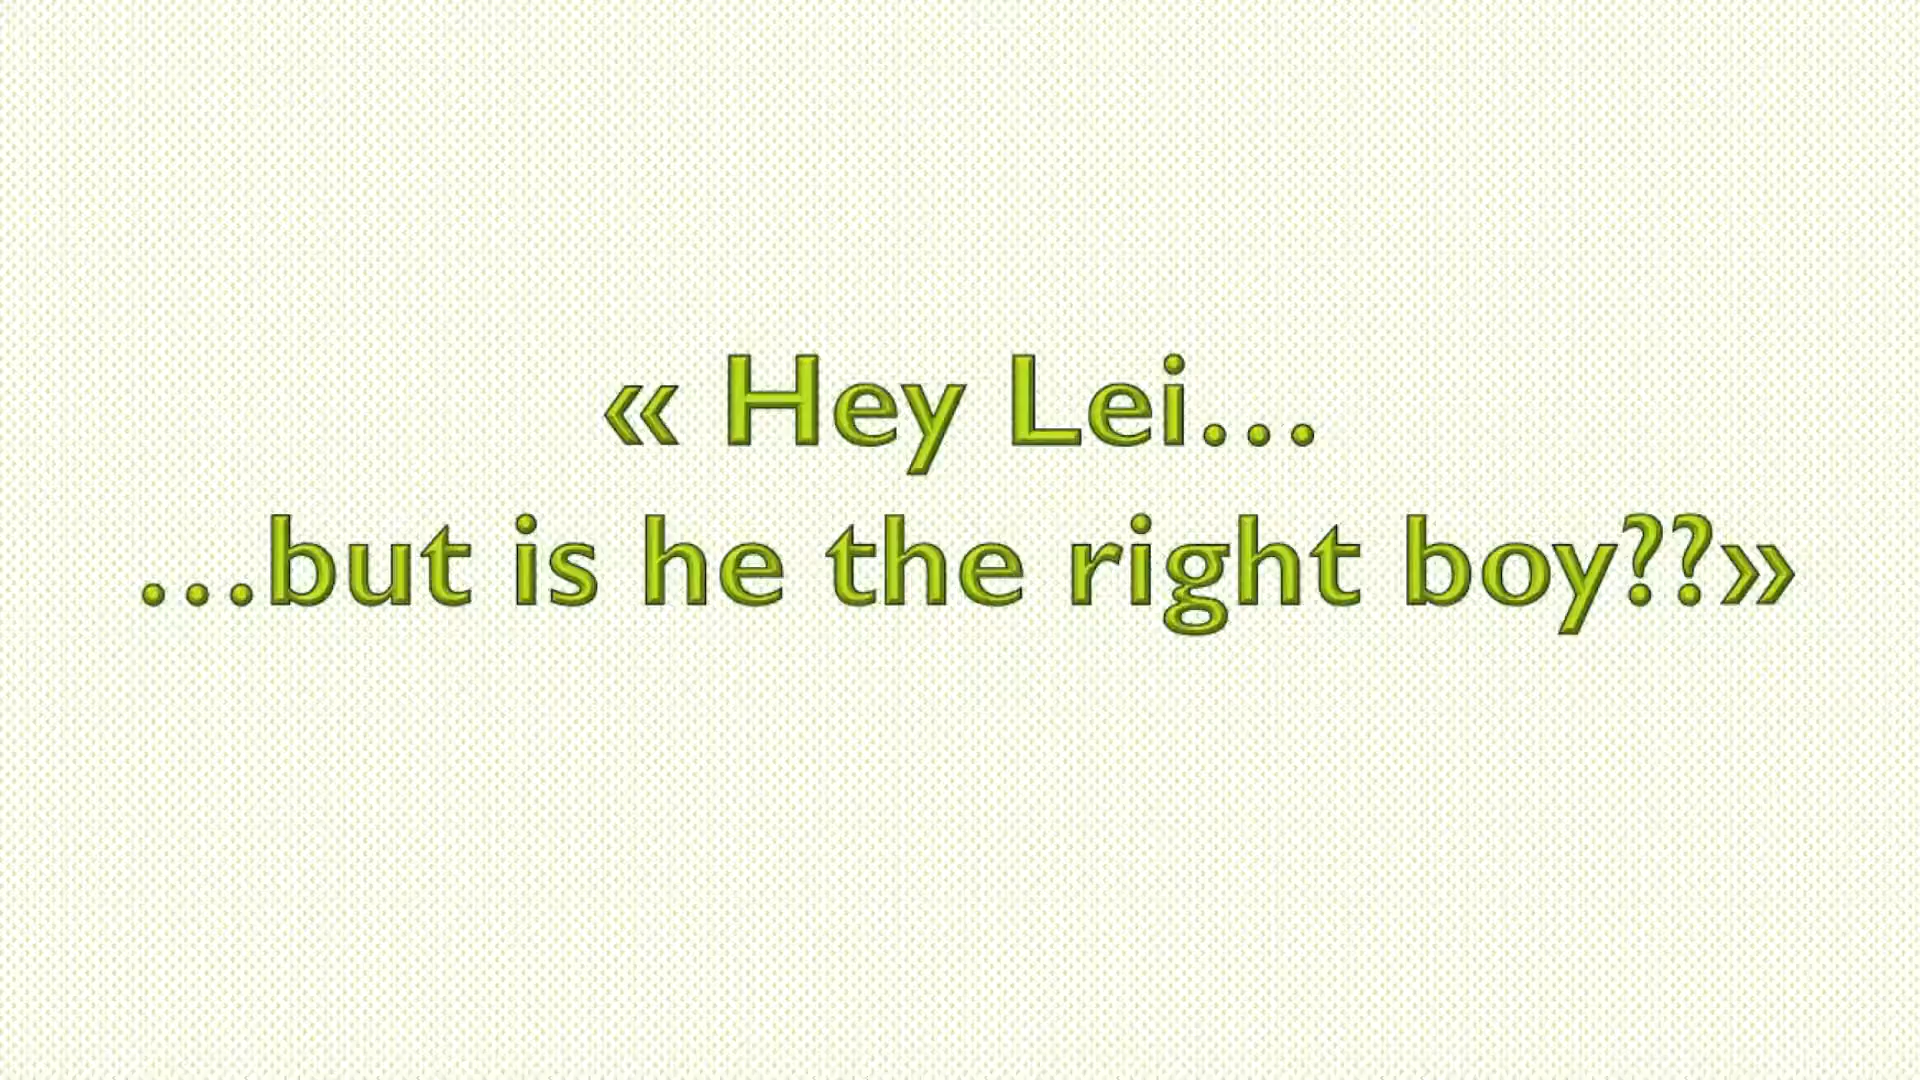 « Hey Lei…
…but is he the right boy??»